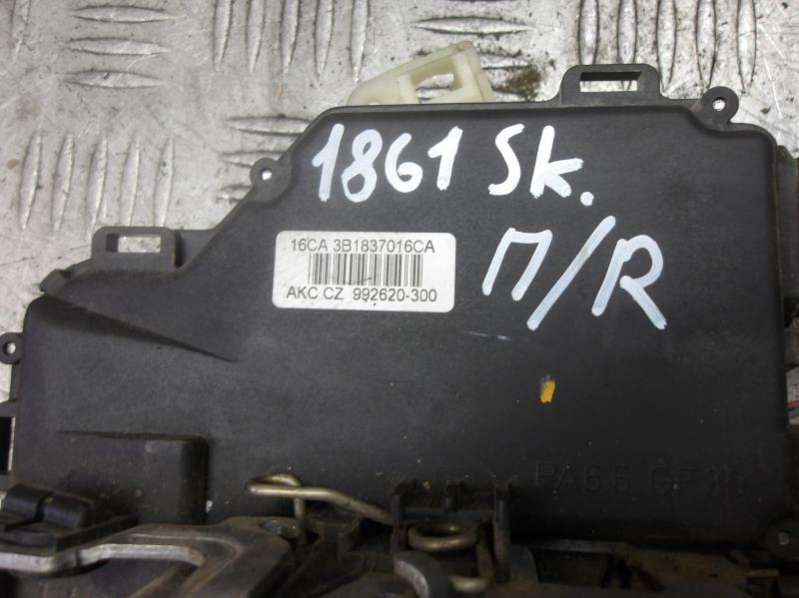 1861 Sk.
П/R
16CA 3B1837016CA
AKC CZ 992620-300